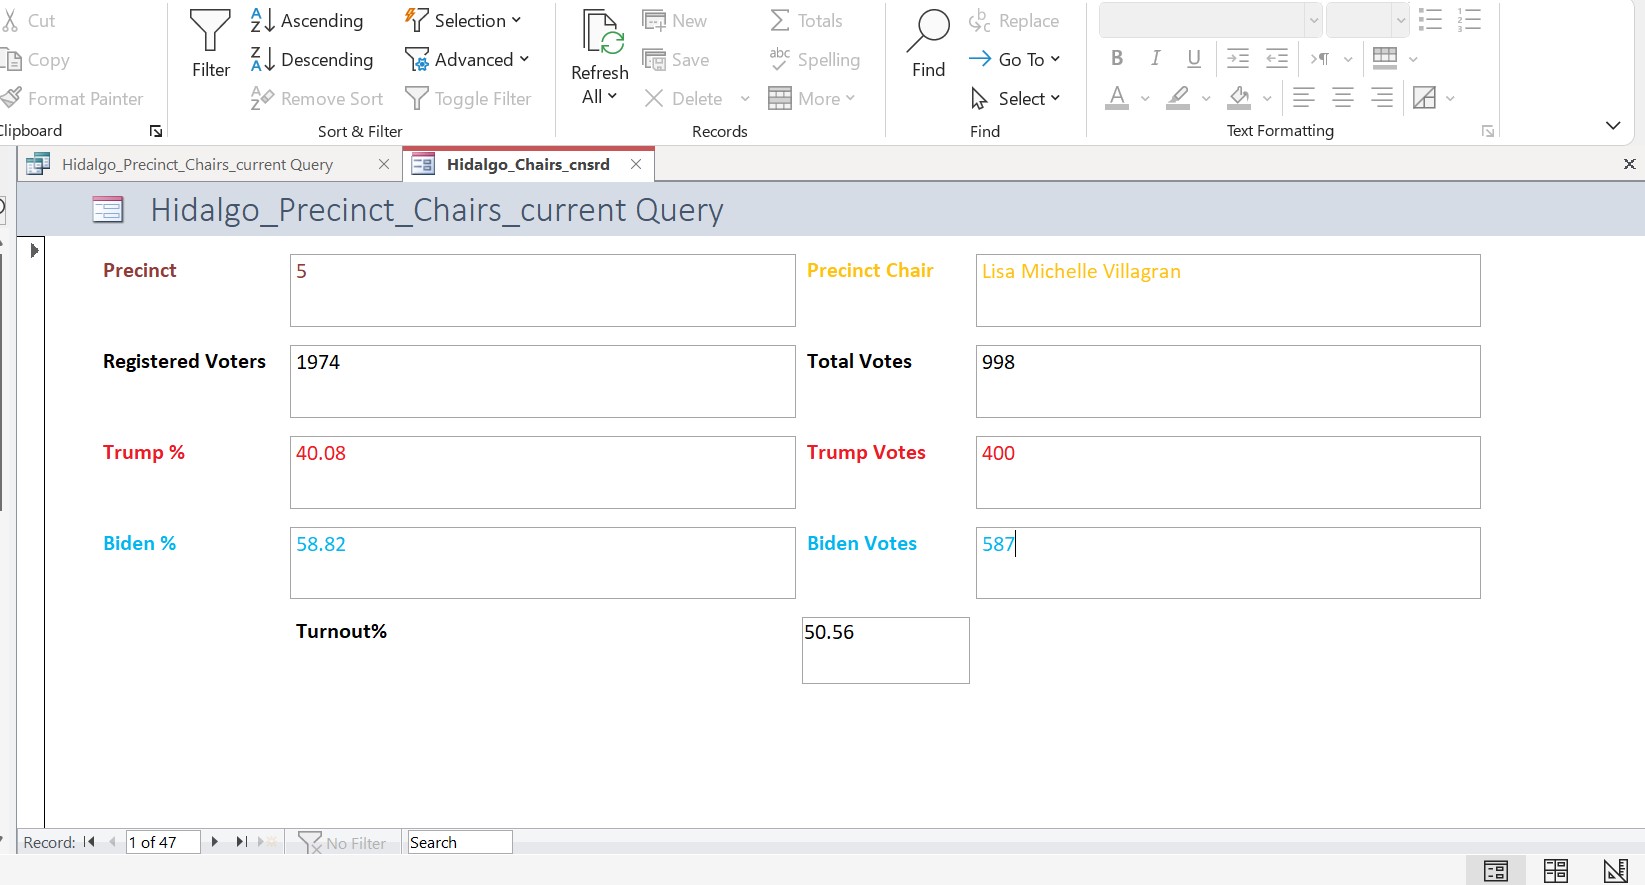 Cut
Copy
Format Painter
Clipboard
Filter
Ascending
Descending
Remove Sort
Selection
Advanced
Toggle Filter
Sort & Filter
Refresh
All
New
Save
Delete
Totals
Spelling
More
Records
Find
Replace
Go To
Select
Find
B I U
A
Text Formatting
Hidalgo_Precinct_Chairs_current Query
Hidalgo_Chairs_cnsrd
Hidalgo_Precinct_Chairs_current Query
Precinct 5 Precinct Chair Lisa Michelle Villagran
Registered Voters 1974 Total Votes 998
Trump % 40.08 Trump Votes 400
Biden % 58.82 Biden Votes 587
Turnout% 50.56
Record: 1 of 47 No Filter Search